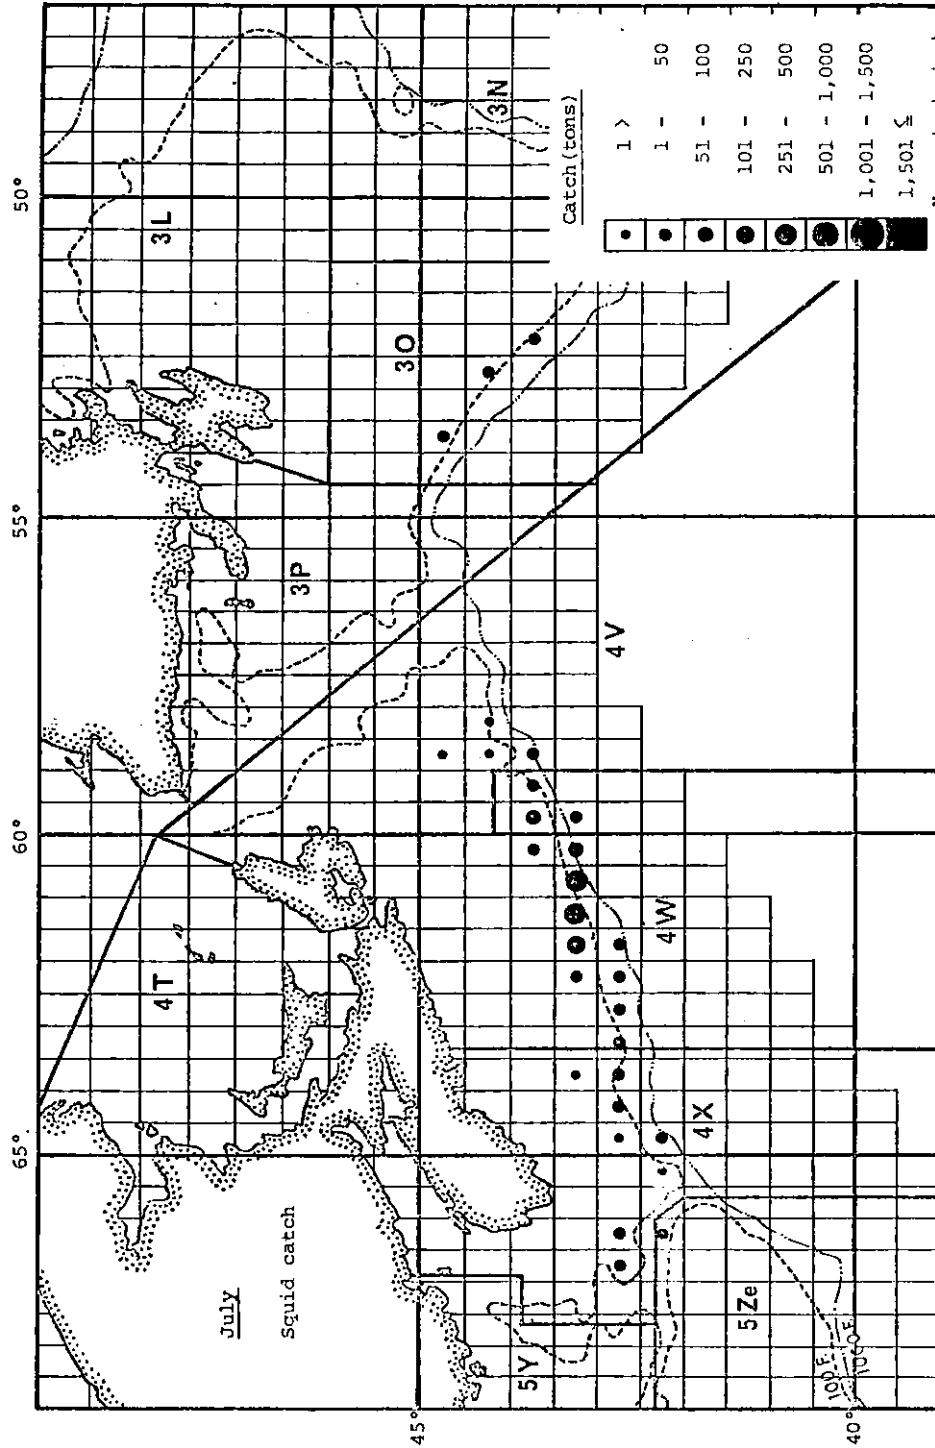 July
Squid catch
65°
60°
55°
50°
45°
40°
4T
3P
3L
3O
3N
4V
4W
4X
5Y
5Ze
100F.
1000F.
Catch(tons)
1 >
1 - 50
51 - 100
101 - 250
251 - 500
501 - 1,000
1,001 - 1,500
1,501 ≦